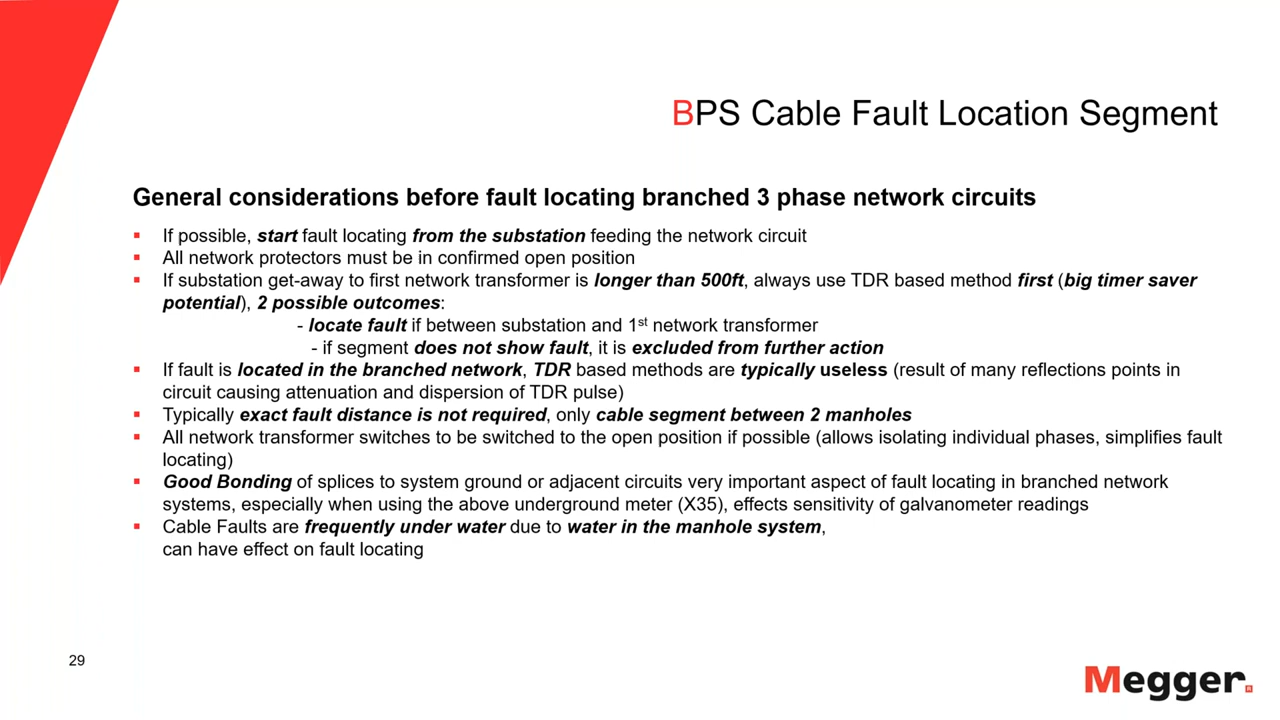 BPS Cable Fault Location Segment
General considerations before fault locating branched 3 phase network circuits
▪ If possible, start fault locating from the substation feeding the network circuit
▪ All network protectors must be in confirmed open position
▪ If substation get-away to first network transformer is longer than 500ft, always use TDR based method first (big timer saver
potential), 2 possible outcomes:
- locate fault if between substation and 1st network transformer
- if segment does not show fault, it is excluded from further action
▪ If fault is located in the branched network, TDR based methods are typically useless (result of many reflections points in
circuit causing attenuation and dispersion of TDR pulse)
▪ Typically exact fault distance is not required, only cable segment between 2 manholes
▪ All network transformer switches to be switched to the open position if possible (allows isolating individual phases, simplifies fault
locating)
▪ Good Bonding of splices to system ground or adjacent circuits very important aspect of fault locating in branched network
systems, especially when using the above underground meter (X35), effects sensitivity of galvanometer readings
▪ Cable Faults are frequently under water due to water in the manhole system,
can have effect on fault locating
29
Megger.